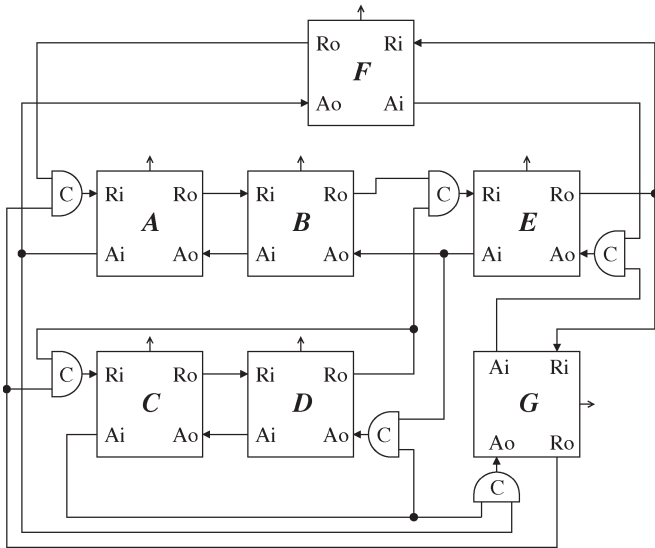 Ro Ri
F
Ao Ai
C Ri Ro Ri Ro C Ri Ro
A B E
Ai Ao Ai Ao Ai Ao C
C Ri Ro Ri Ro Ai Ri
C D G
Ai Ao Ai Ao C Ao Ro
C